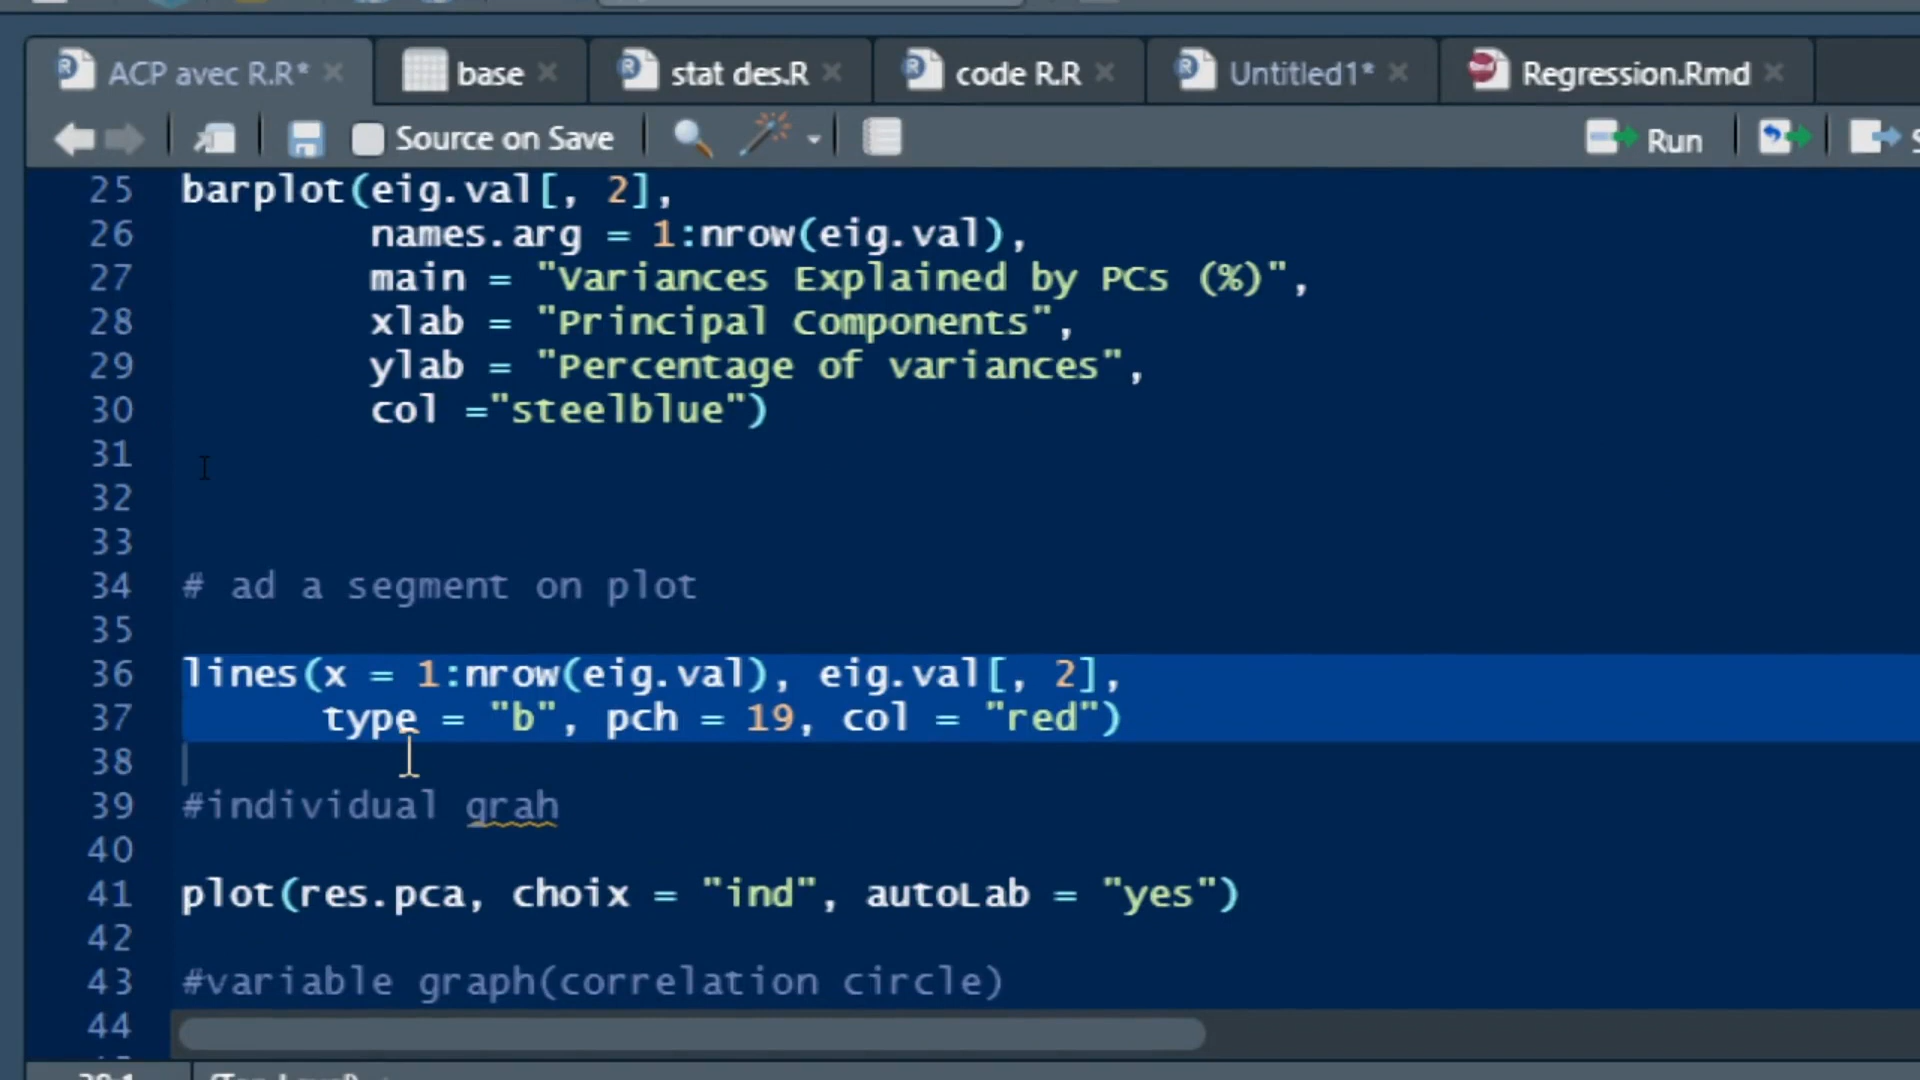 ACP avec R.R* base stat des.R code R.R Untitled1* Regression.Rmd
Source on Save Run
25 barplot(eig.val[, 2],
26 names.arg = 1:nrow(eig.val),
27 main = "Variances Explained by PCs (%)",
28 xlab = "Principal Components",
29 ylab = "Percentage of variances",
30 col ="steelblue")
31
32
33
34 # ad a segment on plot
35
36 lines(x = 1:nrow(eig.val), eig.val[, 2],
37 type = "b", pch = 19, col = "red")
38
39 #individual grah
40
41 plot(res.pca, choix = "ind", autoLab = "yes")
42
43 #variable graph(correlation circle)
44